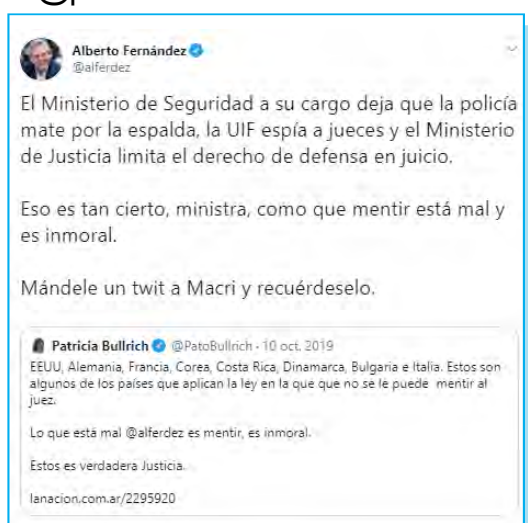 Alberto Fernández
@alferdez
El Ministerio de Seguridad a su cargo deja que la policía
mate por la espalda, la UIF espía a jueces y el Ministerio
de Justicia limita el derecho de defensa en juicio.
Eso es tan cierto, ministra, como que mentir está mal y
es inmoral.
Mándele un twit a Macri y recuérdeselo.
Patricia Bullrich @PatoBullrich · 10 oct. 2019
EEUU, Alemania, Francia, Corea, Costa Rica, Dinamarca, Bulgaria e Italia. Estos son
algunos de los países que aplican la ley en la que que no se le puede mentir al
juez.
Lo que está mal @alferdez es mentir, es inmoral.
Estos es verdadera Justicia.
lanacion.com.ar/2295920